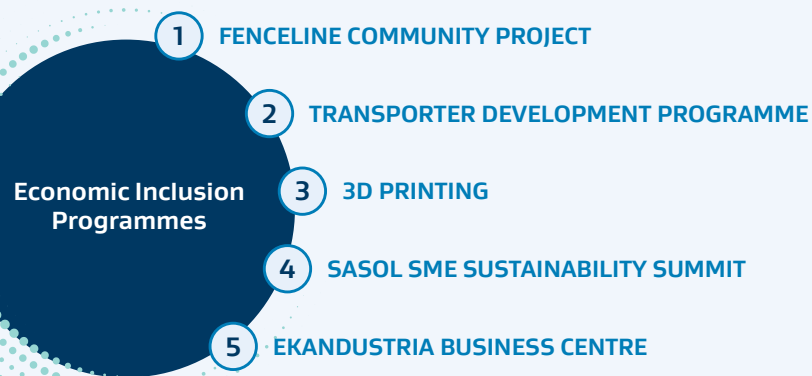 1 FENCELINE COMMUNITY PROJECT
2 TRANSPORTER DEVELOPMENT PROGRAMME
Economic Inclusion
Programmes
3 3D PRINTING
4 SASOL SME SUSTAINABILITY SUMMIT
5 EKANDUSTRIA BUSINESS CENTRE